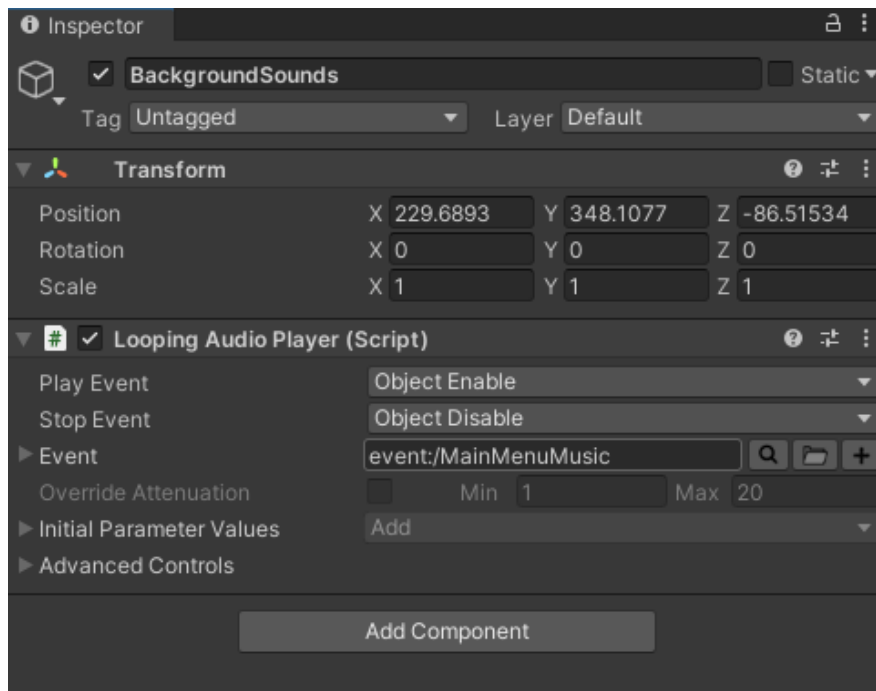 Inspector
BackgroundSounds Static
Tag Untagged Layer Default
Transform
Position X 229.6893 Y 348.1077 Z -86.51534
Rotation X 0 Y 0 Z 0
Scale X 1 Y 1 Z 1
# Looping Audio Player (Script)
Play Event Object Enable
Stop Event Object Disable
Event event:/MainMenuMusic
Override Attenuation Min 1 Max 20
Initial Parameter Values Add
Advanced Controls
Add Component